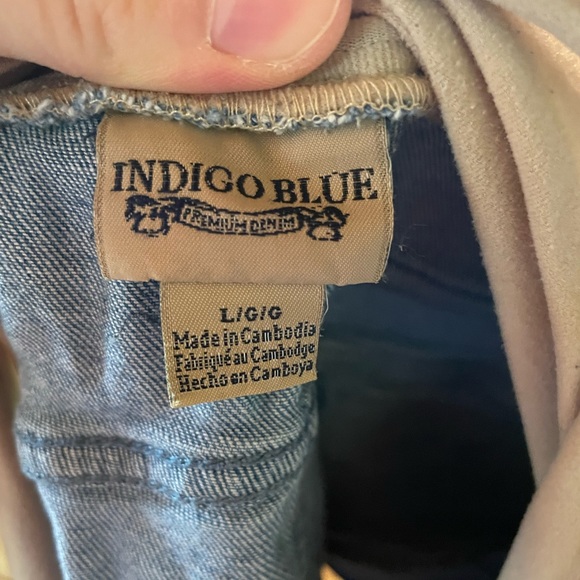 INDIGO BLUE
PREMIUM DENIM
L/G/G
Made in Cambodia
Fabriqué au Cambodge
Hecho en Camboya